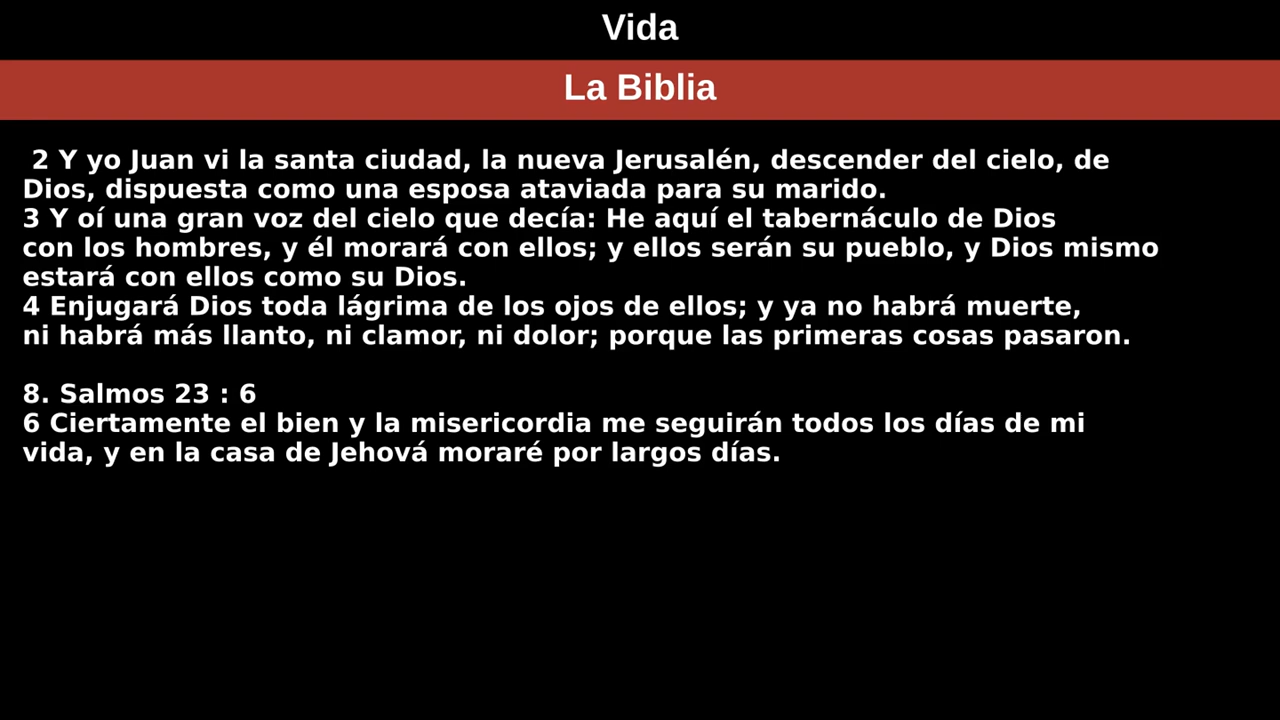 Vida
La Biblia
2 Y yo Juan vi la santa ciudad, la nueva Jerusalén, descender del cielo, de
Dios, dispuesta como una esposa ataviada para su marido.
3 Y oí una gran voz del cielo que decía: He aquí el tabernáculo de Dios
con los hombres, y él morará con ellos; y ellos serán su pueblo, y Dios mismo
estará con ellos como su Dios.
4 Enjugará Dios toda lágrima de los ojos de ellos; y ya no habrá muerte,
ni habrá más llanto, ni clamor, ni dolor; porque las primeras cosas pasaron.
8. Salmos 23 : 6
6 Ciertamente el bien y la misericordia me seguirán todos los días de mi
vida, y en la casa de Jehová moraré por largos días.